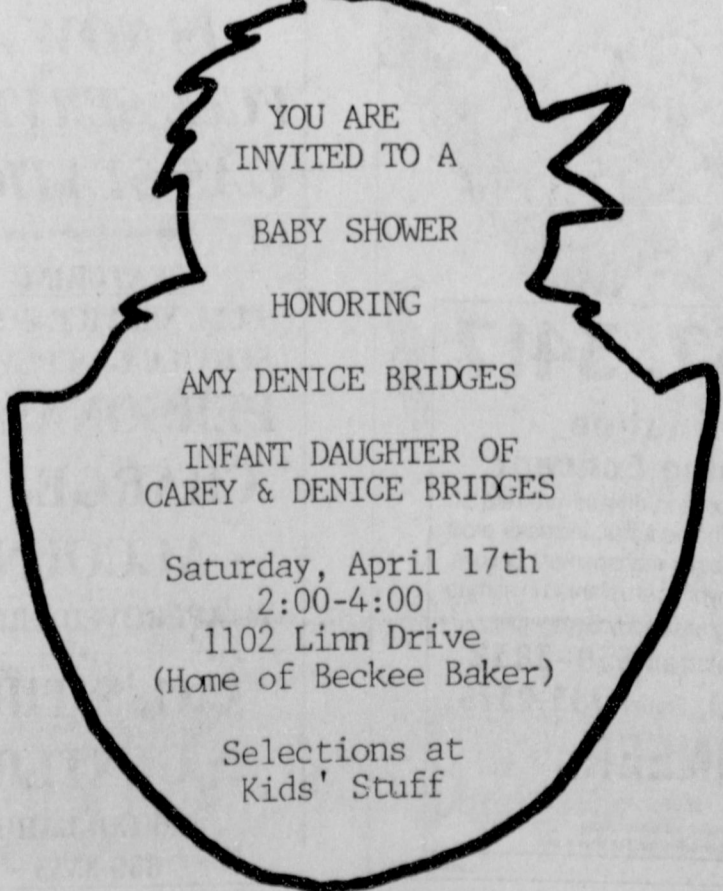 YOU ARE
INVITED TO A
BABY SHOWER
HONORING
AMY DENICE BRIDGES
INFANT DAUGHTER OF
CAREY & DENICE BRIDGES
Saturday, April 17th
2:00-4:00
1102 Linn Drive
(Home of Beckee Baker)
Selections at
Kids' Stuff